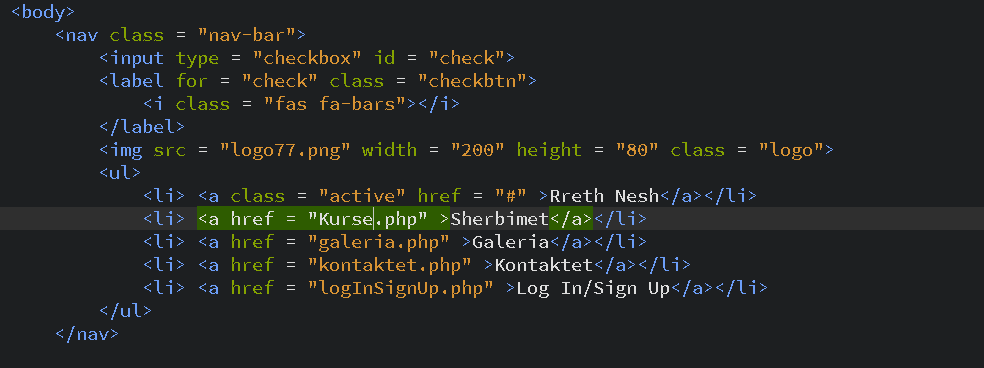 <body>
<nav class = "nav-bar">
<input type = "checkbox" id = "check">
<label for = "check" class = "checkbtn">
<i class = "fas fa-bars"></i>
</label>
<img src = "logo77.png" width = "200" height = "80" class = "logo">
<ul>
<li> <a class = "active" href = "#" >Rreth Nesh</a></li>
<li> <a href = "Kurse.php" >Sherbimet</a></li>
<li> <a href = "galeria.php" >Galeria</a></li>
<li> <a href = "kontaktet.php" >Kontaktet</a></li>
<li> <a href = "logInSignUp.php" >Log In/Sign Up</a></li>
</ul>
</nav>